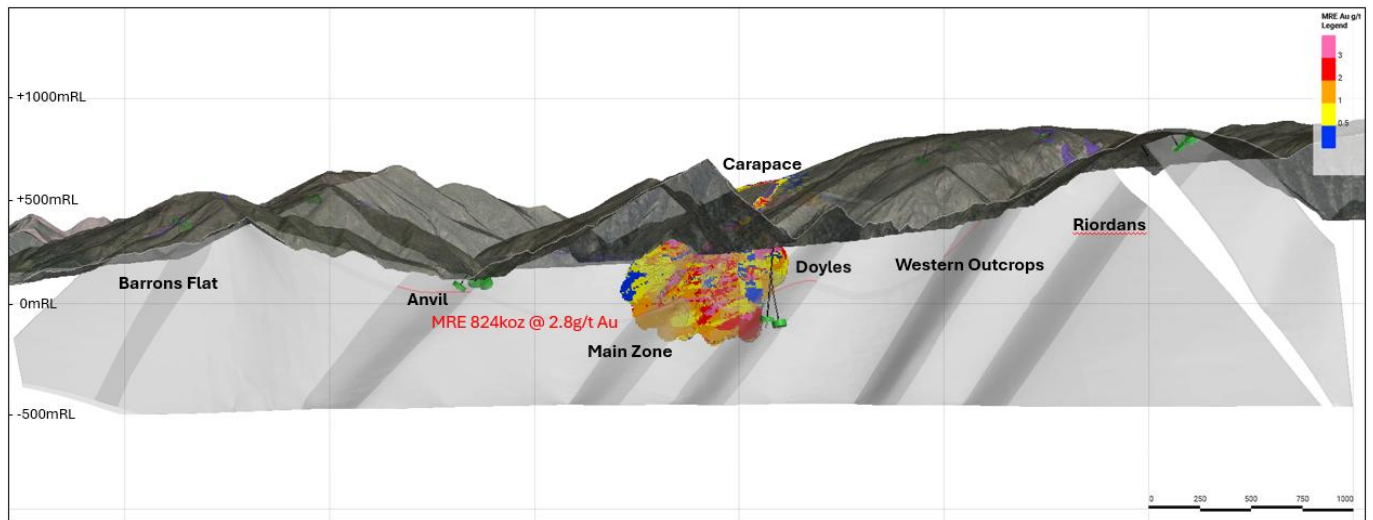 MRE Au g/t
Legend
3
2
1
0.5
+1000mRL
Carapace
+500mRL
Riordans
Doyles
Western Outcrops
Barrons Flat
Anvil
0mRL
MRE 824koz @ 2.8g/t Au
Main Zone
-500mRL
0 250 500 750 1000